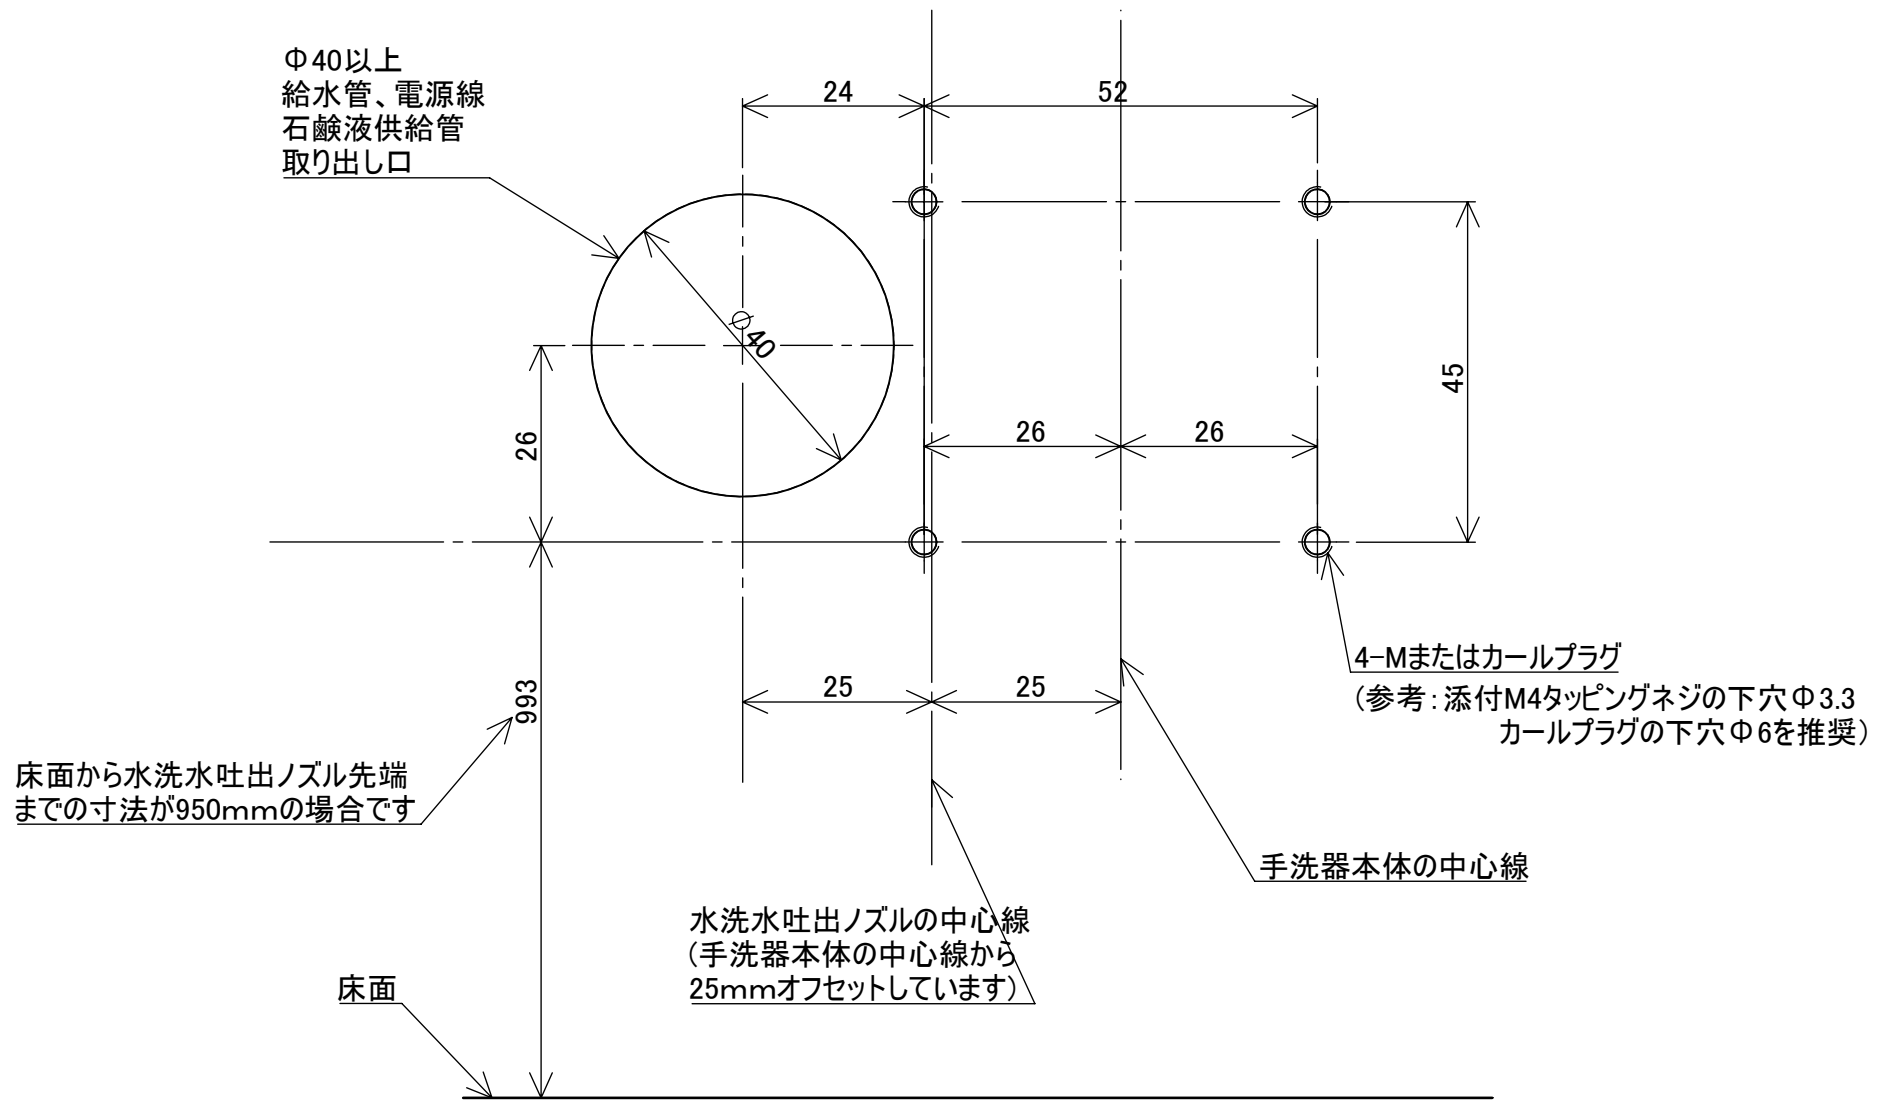 Φ40以上
給水管、電源線
石鹸液供給管
取り出し口
24
52
⌀40
45
26
26
26
993
25
25
4-Mまたはカールプラグ
(参考:添付M4タッピングネジの下穴Φ3.3
カールプラグの下穴Φ6を推奨)
床面から水洗水吐出ノズル先端
までの寸法が950mmの場合です
手洗器本体の中心線
水洗水吐出ノズルの中心線
(手洗器本体の中心線から
25mmオフセットしています)
床面